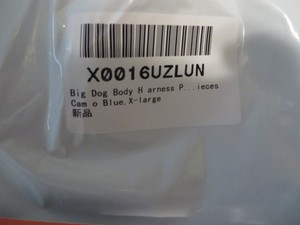 X0016UZLUN
Big Dog Body H arness P...ieces
Cam o Blue,X-large
新品